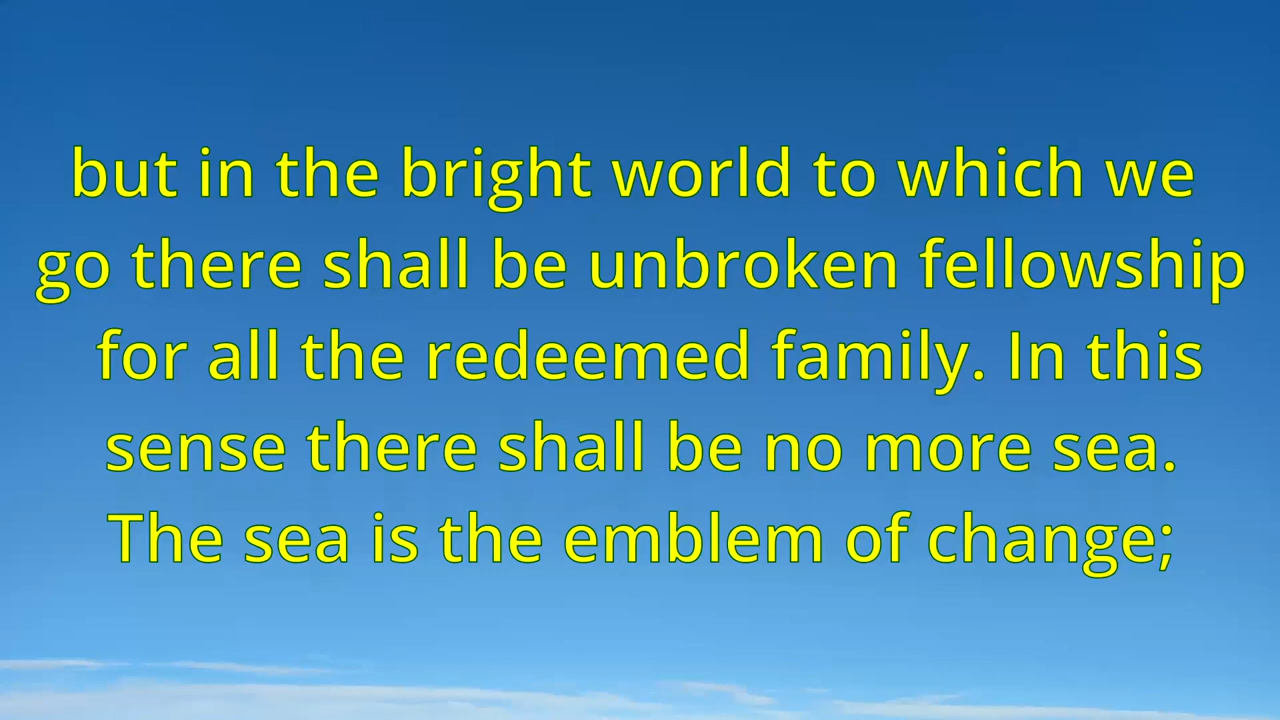 but in the bright world to which we
go there shall be unbroken fellowship
for all the redeemed family. In this
sense there shall be no more sea.
The sea is the emblem of change;